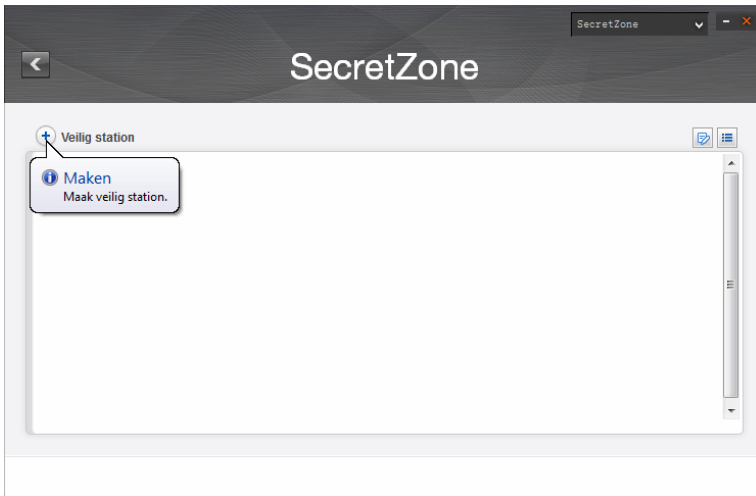 SecretZone
SecretZone
Veilig station
Maken
Maak veilig station.